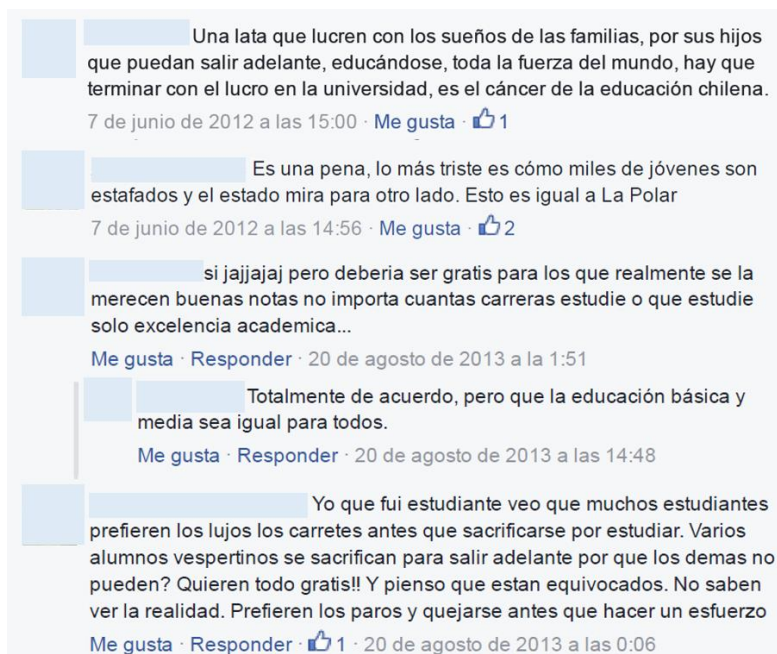 Una lata que lucren con los sueños de las familias, por sus hijos
que puedan salir adelante, educándose, toda la fuerza del mundo, hay que
terminar con el lucro en la universidad, es el cáncer de la educación chilena.
7 de junio de 2012 a las 15:00 · Me gusta · 1
Es una pena, lo más triste es cómo miles de jóvenes son
estafados y el estado mira para otro lado. Esto es igual a La Polar
7 de junio de 2012 a las 14:56 · Me gusta · 2
si jajjajaj pero deberia ser gratis para los que realmente se la
merecen buenas notas no importa cuantas carreras estudie o que estudie
solo excelencia academica...
Me gusta · Responder · 20 de agosto de 2013 a la 1:51
Totalmente de acuerdo, pero que la educación básica y
media sea igual para todos.
Me gusta · Responder · 20 de agosto de 2013 a las 14:48
Yo que fui estudiante veo que muchos estudiantes
prefieren los lujos los carretes antes que sacrificarse por estudiar. Varios
alumnos vespertinos se sacrifican para salir adelante por que los demas no
pueden? Quieren todo gratis!! Y pienso que estan equivocados. No saben
ver la realidad. Prefieren los paros y quejarse antes que hacer un esfuerzo
Me gusta · Responder · 1 · 20 de agosto de 2013 a las 0:06